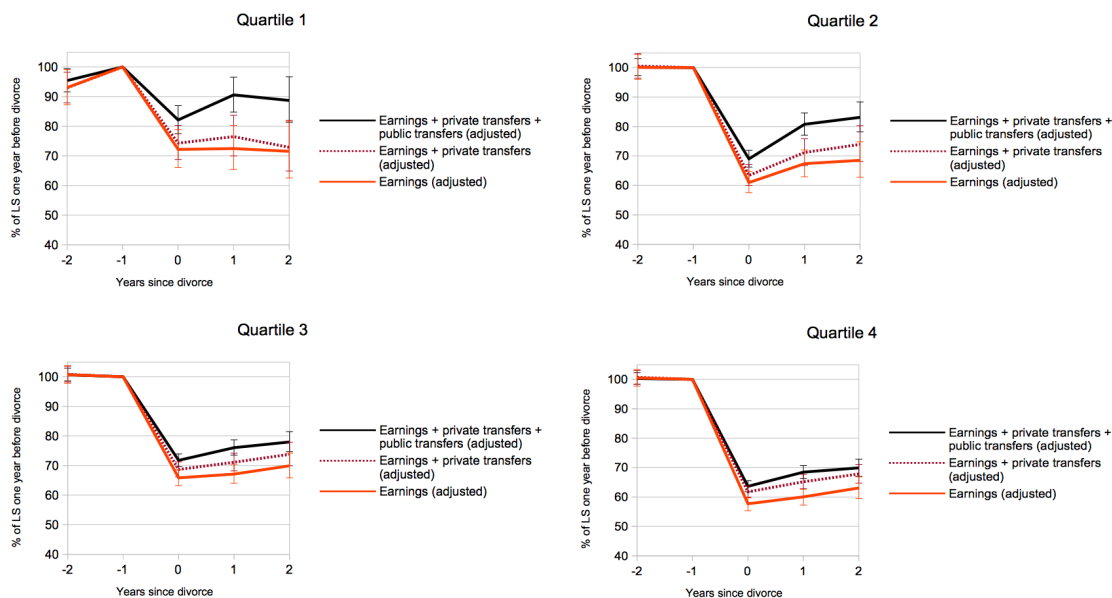 Quartile 1
% of LS one year before divorce
100
90
80
70
60
50
40
-2 -1 0 1 2
Years since divorce
Earnings + private transfers +
public transfers (adjusted)
Earnings + private transfers
(adjusted)
Earnings (adjusted)
Quartile 2
% of LS one year before divorce
100
90
80
70
60
50
40
-2 -1 0 1 2
Years since divorce
Earnings + private transfers +
public transfers (adjusted)
Earnings + private transfers
(adjusted)
Earnings (adjusted)
Quartile 3
% of LS one year before divorce
100
90
80
70
60
50
40
-2 -1 0 1 2
Years since divorce
Earnings + private transfers +
public transfers (adjusted)
Earnings + private transfers
(adjusted)
Earnings (adjusted)
Quartile 4
% of LS one year before divorce
100
90
80
70
60
50
40
-2 -1 0 1 2
Years since divorce
Earnings + private transfers +
public transfers (adjusted)
Earnings + private transfers
(adjusted)
Earnings (adjusted)